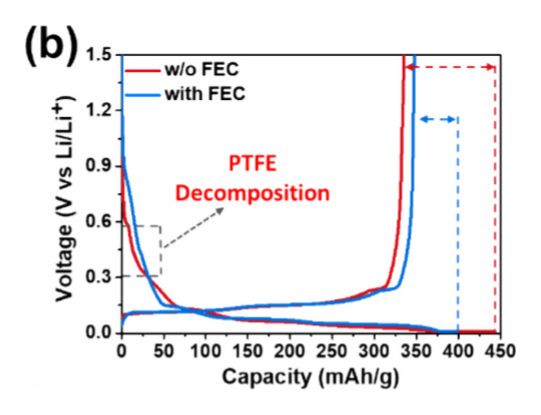 (b)
1.5
1.2
0.9
0.6
0.3
0.0
Voltage (V vs Li/Li⁺)
w/o FEC
with FEC
PTFE
Decomposition
0 50 100 150 200 250 300 350 400 450
Capacity (mAh/g)